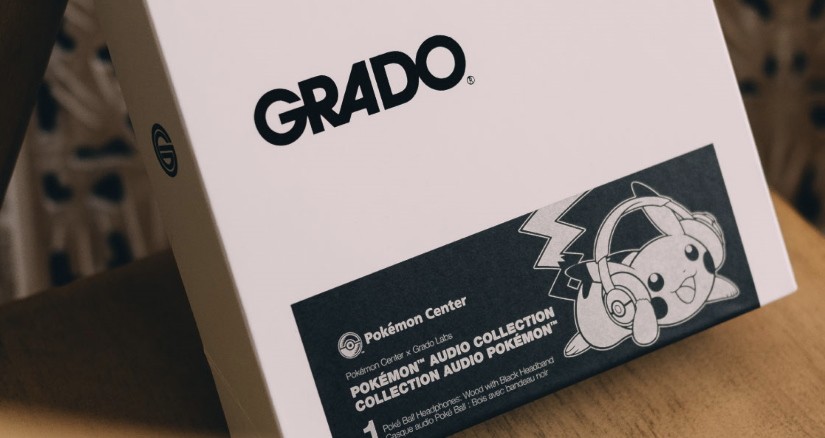 GRADO®
G
Pokémon Center
Pokémon Center x Grado Labs
POKÉMON™ AUDIO COLLECTION
COLLECTION AUDIO POKÉMON™
1
Poké Ball Headphones: Wood with Black Headband
Casque audio Poké Ball : Bois avec bandeau noir